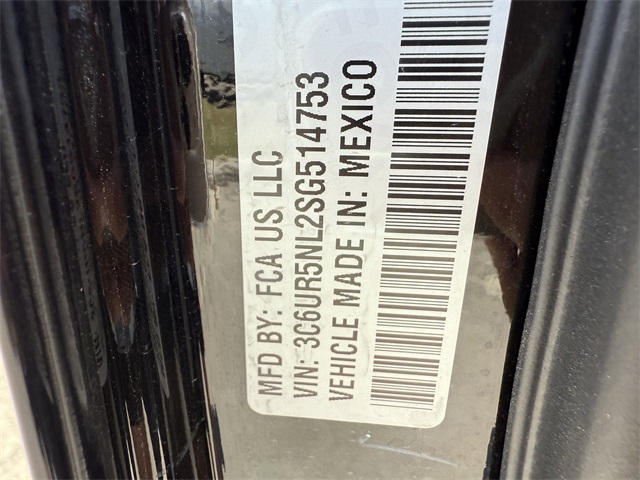 MFD BY: FCA US LLC
VIN: 3C6UR5NL2SG514753
VEHICLE MADE IN: MEXICO